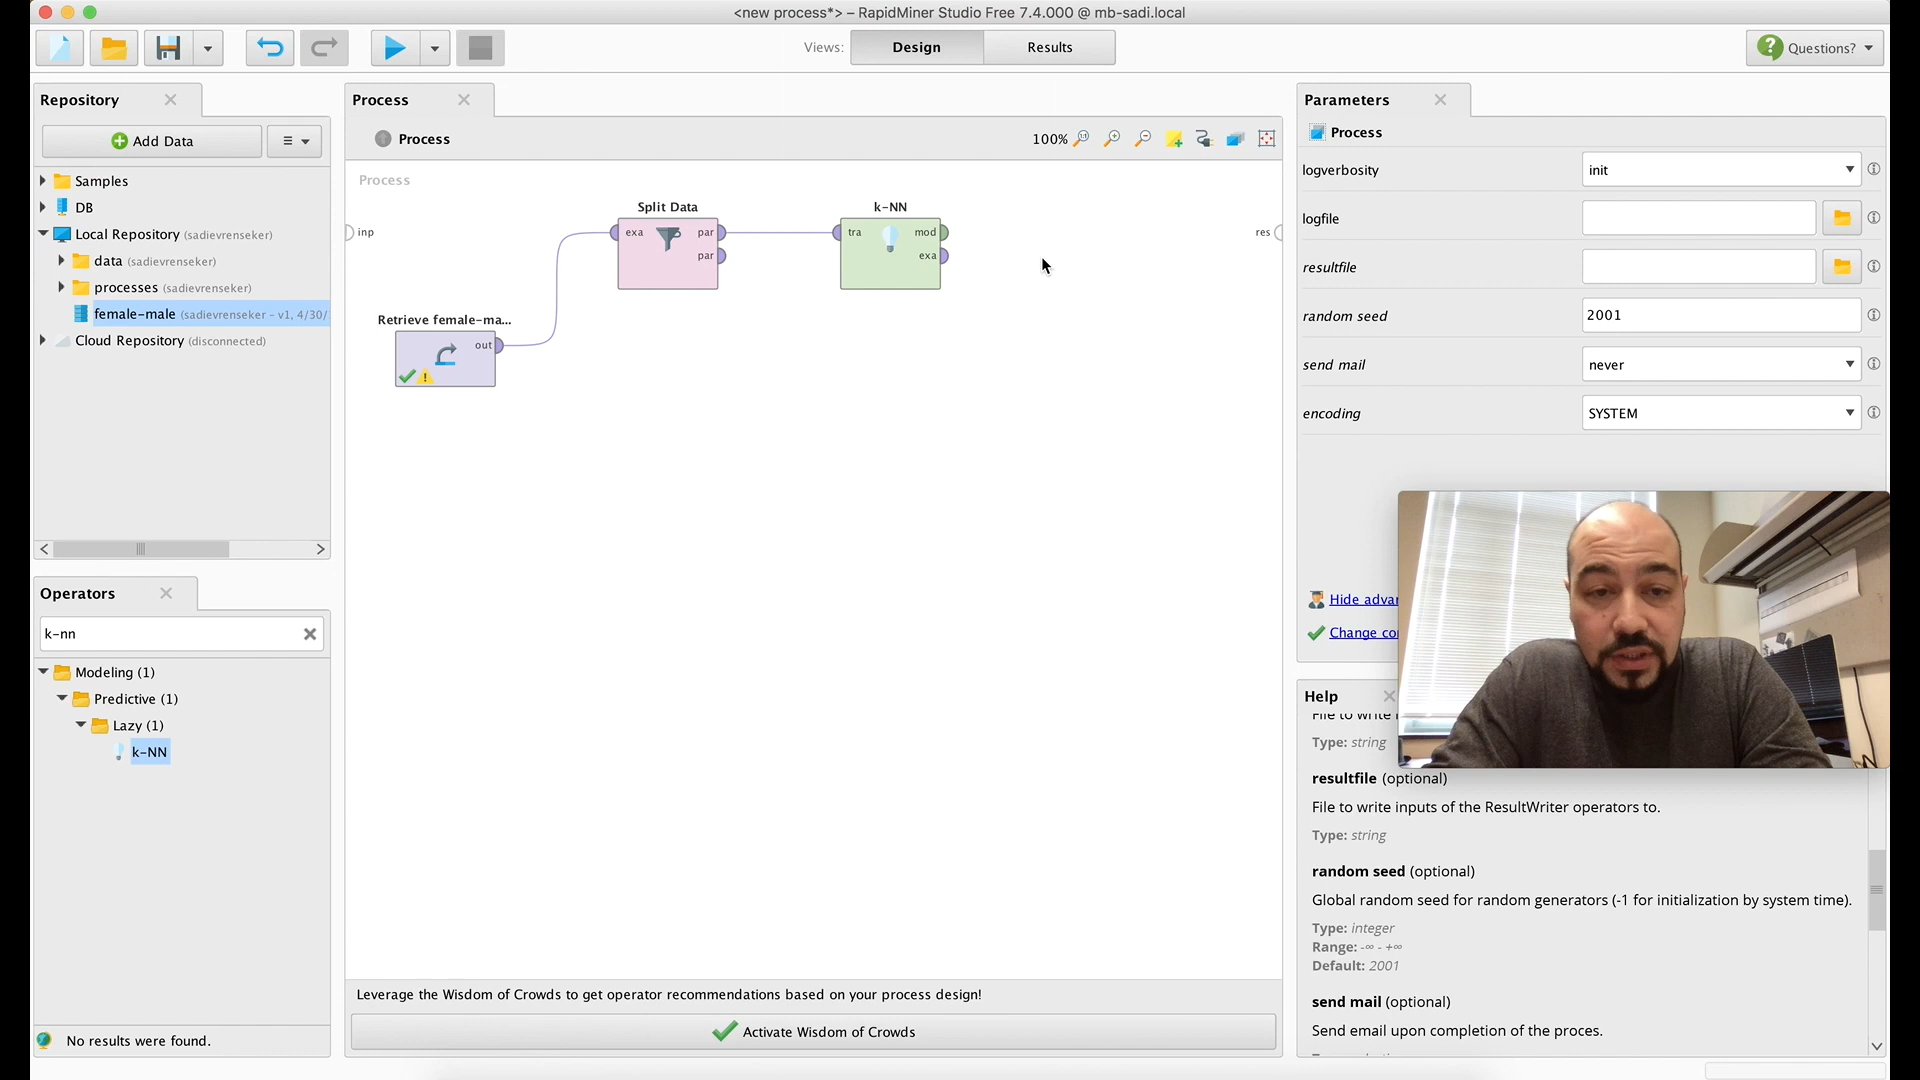 <new process*> – RapidMiner Studio Free 7.4.000 @ mb-sadi.local
Views:
Design
Results
Questions?
Repository
Add Data
Samples
DB
Local Repository (sadievrenseker)
data (sadievrenseker)
processes (sadievrenseker)
female-male (sadievrenseker – v1, 4/30/
Cloud Repository (disconnected)
Operators
k-nn
Modeling (1)
Predictive (1)
Lazy (1)
k-NN
No results were found.
Process
Process
100%
Process
inp
Split Data
exa
par
par
k-NN
tra
mod
exa
res
Retrieve female-ma...
out
Leverage the Wisdom of Crowds to get operator recommendations based on your process design!
Activate Wisdom of Crowds
Parameters
Process
logverbosity
init
logfile
resultfile
random seed
2001
send mail
never
encoding
SYSTEM
Hide advan
Change co
Help
File to write
Type: string
resultfile (optional)
File to write inputs of the ResultWriter operators to.
Type: string
random seed (optional)
Global random seed for random generators (-1 for initialization by system time).
Type: integer
Range: -∞ - +∞
Default: 2001
send mail (optional)
Send email upon completion of the proces.